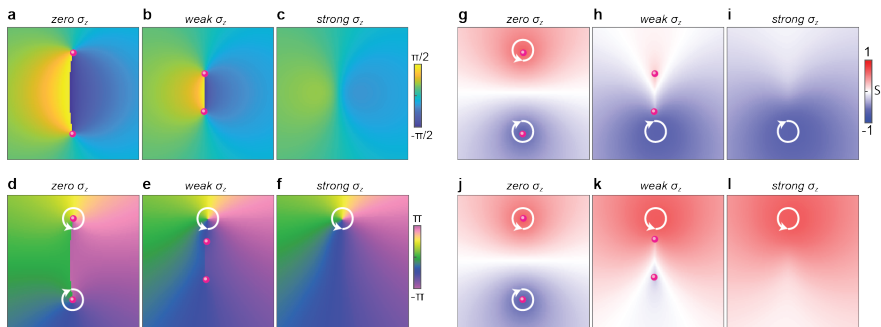 a zero σz b weak σz c strong σz
π/2
-π/2
d zero σz e weak σz f strong σz
π
-π
g zero σz h weak σz i strong σz
1
S
-1
j zero σz k weak σz l strong σz